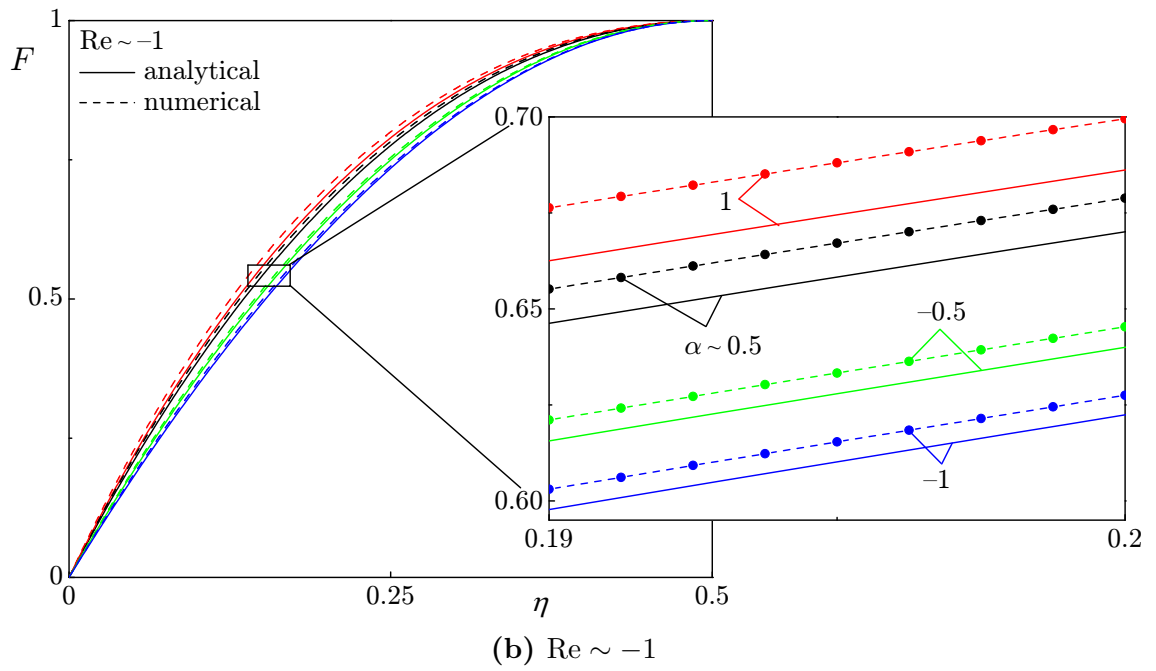 1
F
Re ~ –1
analytical
numerical
0.5
0
0
0.25
0.5
η
0.70
0.65
0.60
0.19
0.2
1
α ~ 0.5
–0.5
–1
(b) Re ∼ −1